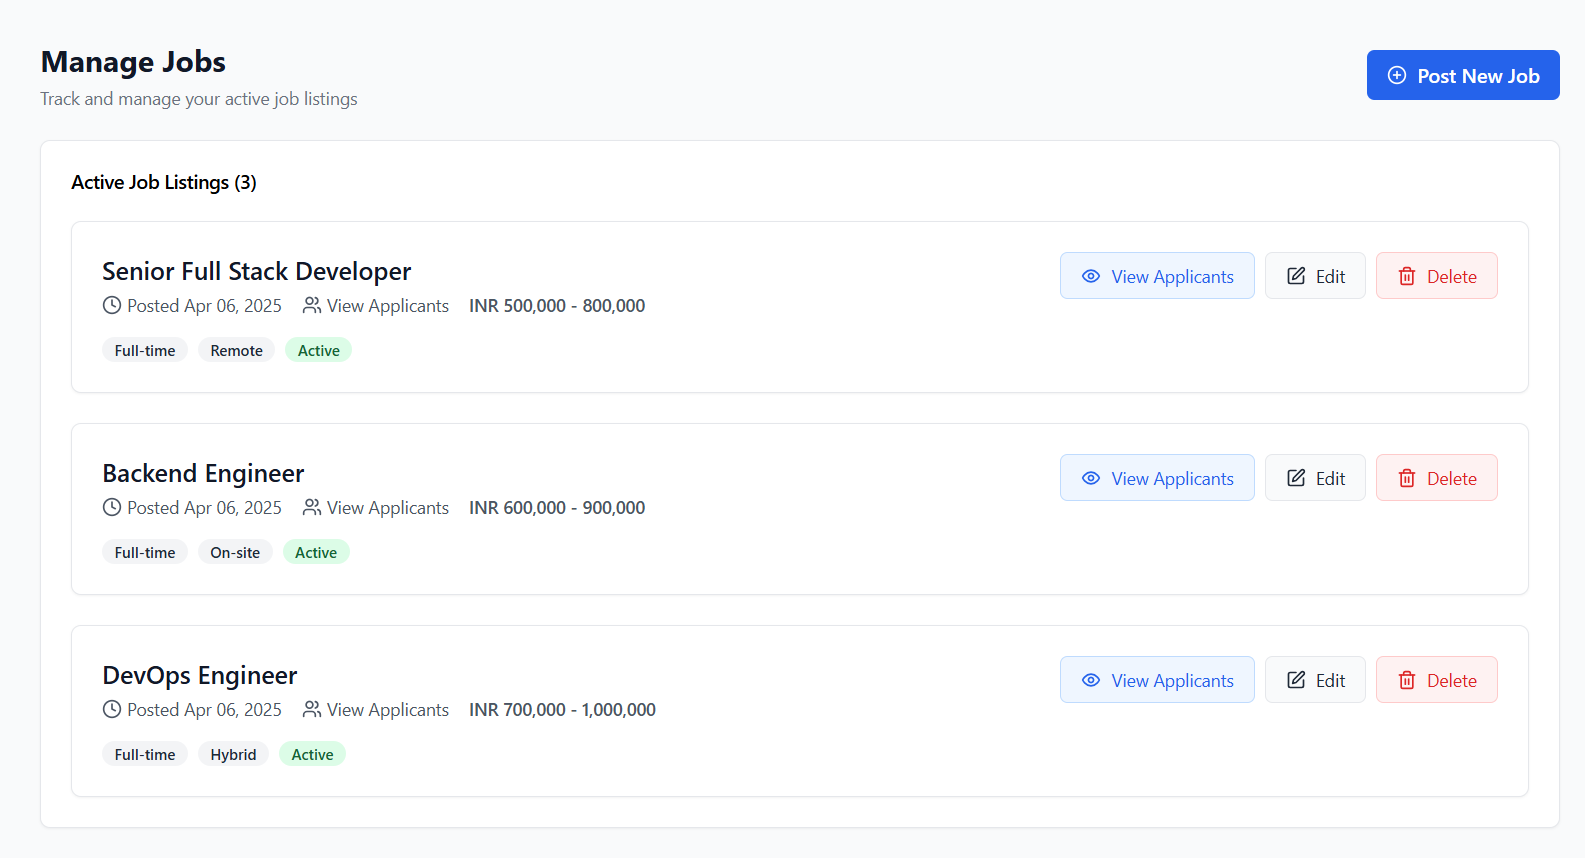 Manage Jobs
Track and manage your active job listings
Post New Job
Active Job Listings (3)
Senior Full Stack Developer
Posted Apr 06, 2025 View Applicants INR 500,000 - 800,000
Full-time Remote Active
View Applicants Edit Delete
Backend Engineer
Posted Apr 06, 2025 View Applicants INR 600,000 - 900,000
Full-time On-site Active
View Applicants Edit Delete
DevOps Engineer
Posted Apr 06, 2025 View Applicants INR 700,000 - 1,000,000
Full-time Hybrid Active
View Applicants Edit Delete